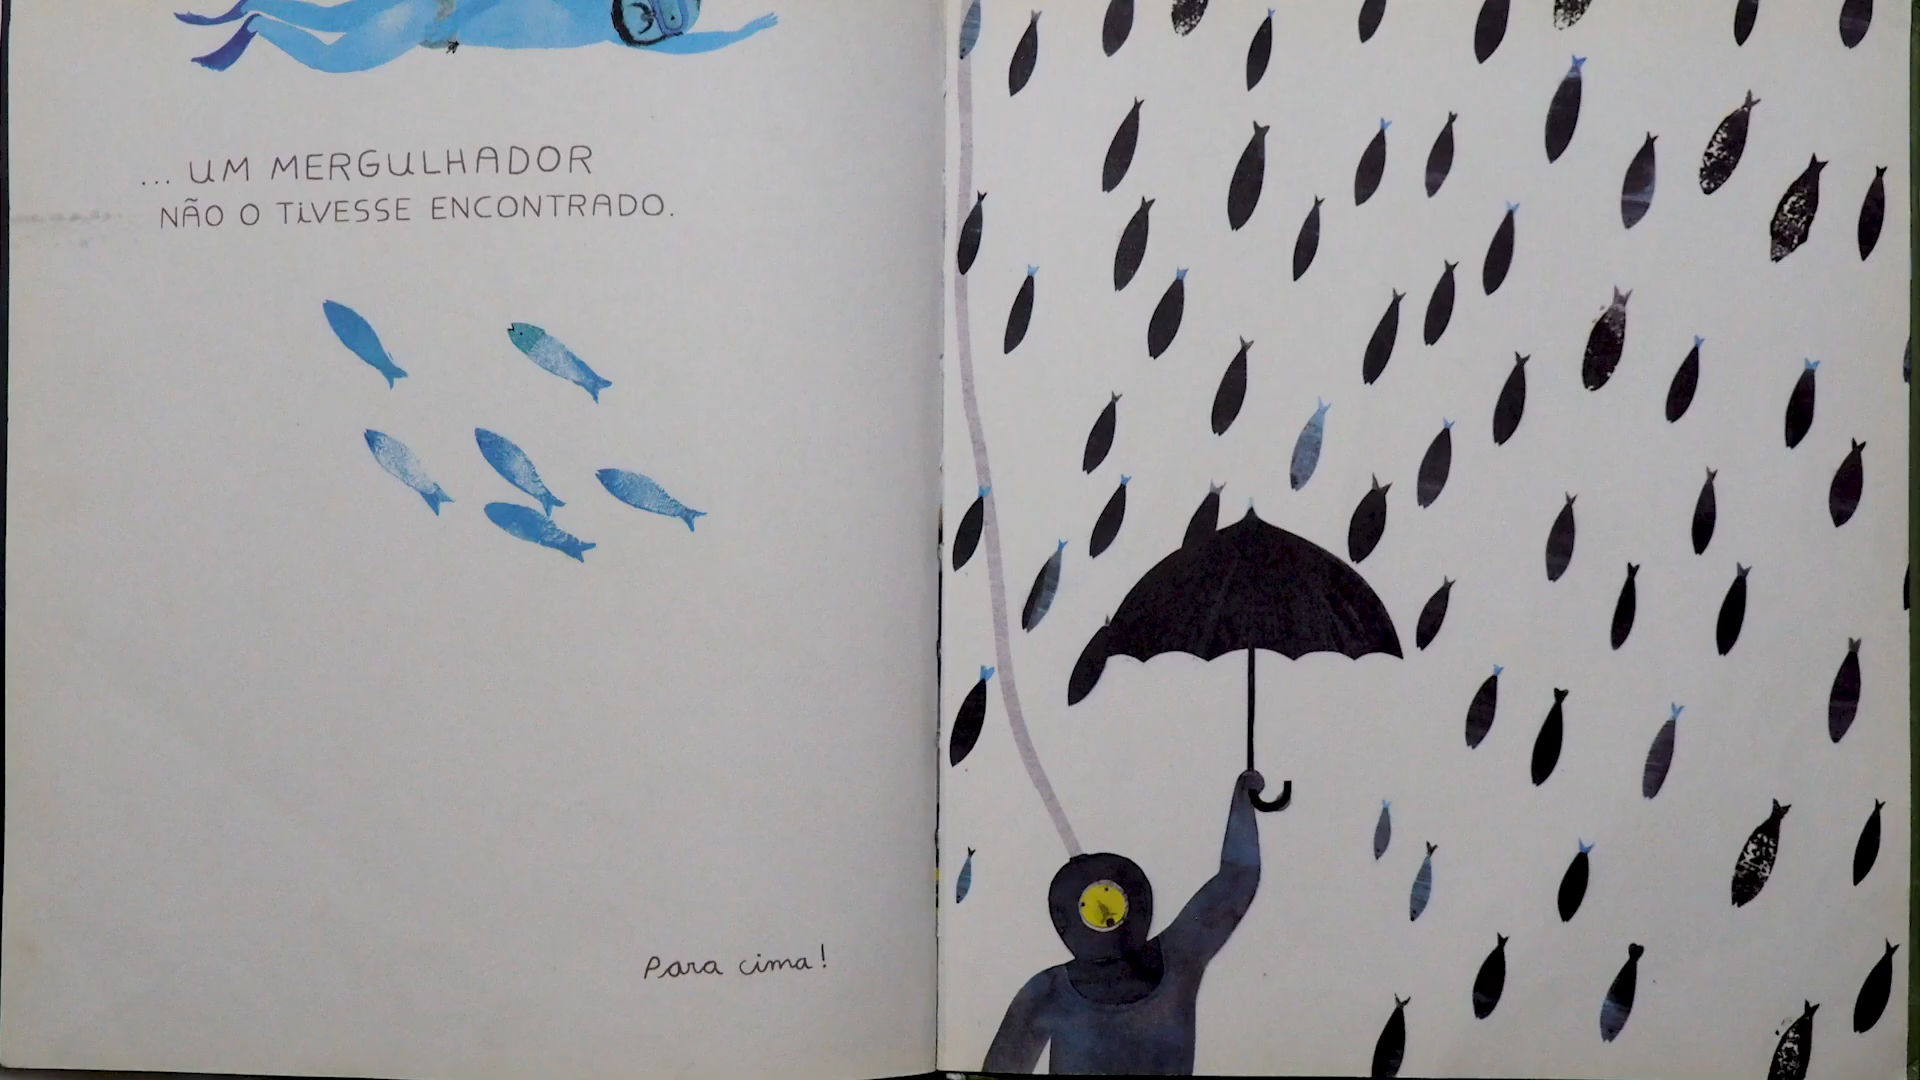 ... UM MERGULHADOR
NÃO O TiVESSE ENCONTRADO.
Para cima!